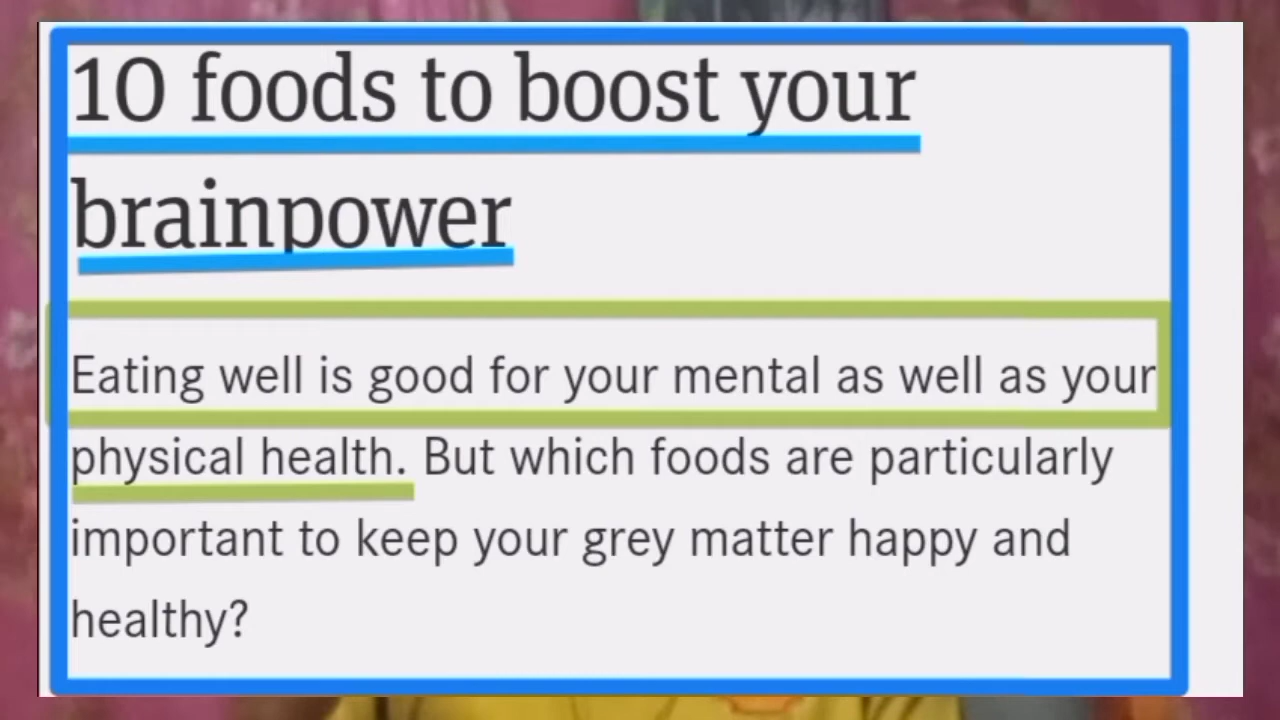 10 foods to boost your
brainpower
Eating well is good for your mental as well as your
physical health. But which foods are particularly
important to keep your grey matter happy and
healthy?